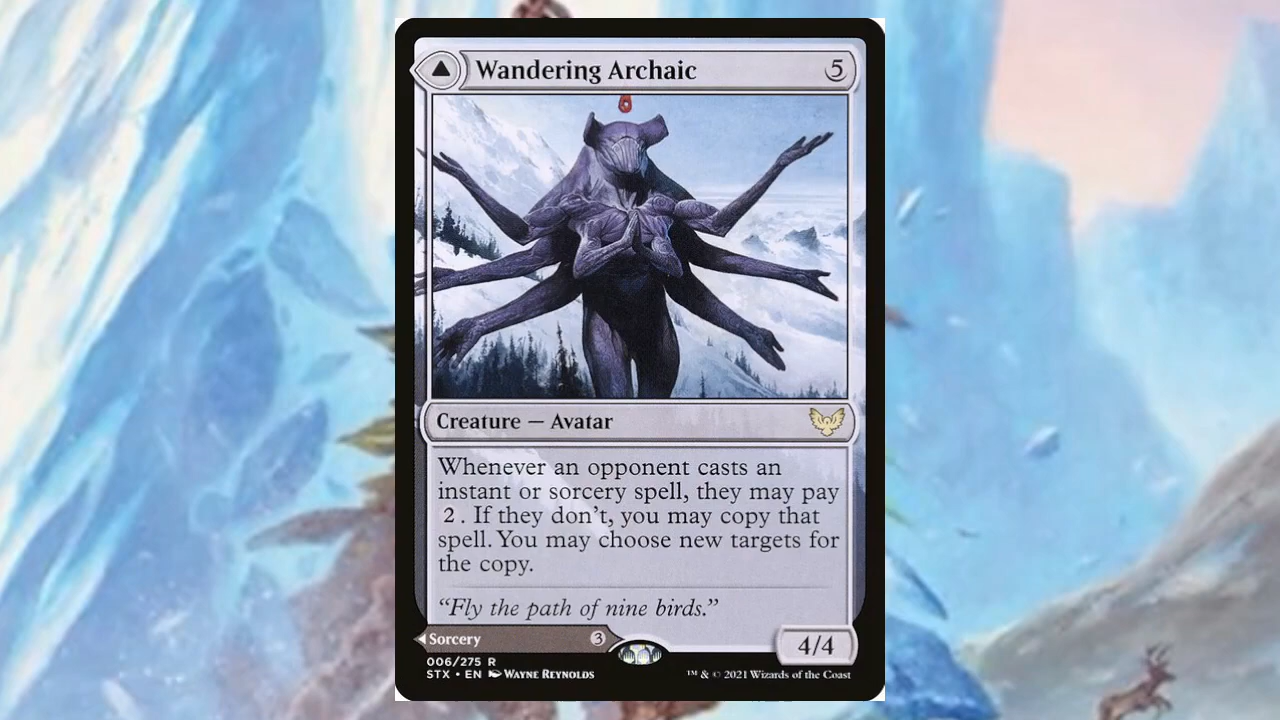 Wandering Archaic 5
Creature — Avatar
Whenever an opponent casts an
instant or sorcery spell, they may pay
2. If they don't, you may copy that
spell. You may choose new targets for
the copy.
"Fly the path of nine birds."
Sorcery 3
4/4
006/275 R
STX • EN Wayne Reynolds
™ & © 2021 Wizards of the Coast